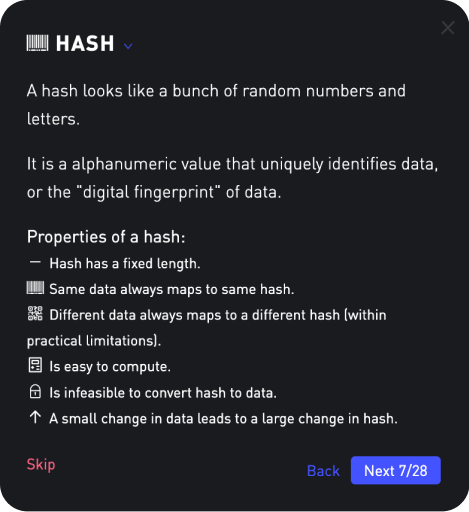 HASH
A hash looks like a bunch of random numbers and
letters.
It is a alphanumeric value that uniquely identifies data,
or the "digital fingerprint" of data.
Properties of a hash:
Hash has a fixed length.
Same data always maps to same hash.
Different data always maps to a different hash (within
practical limitations).
Is easy to compute.
Is infeasible to convert hash to data.
A small change in data leads to a large change in hash.
Skip
Back
Next 7/28